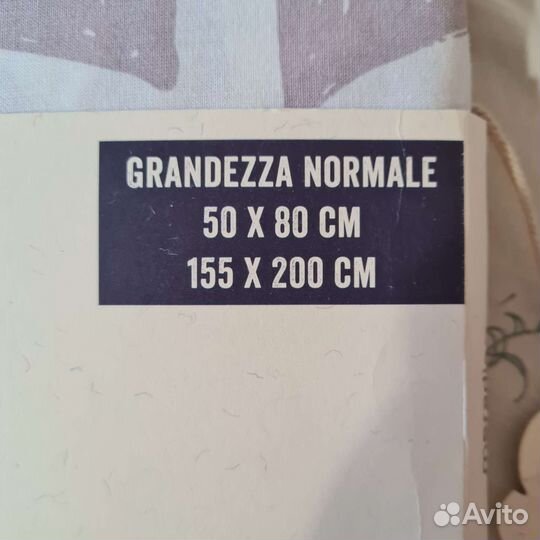 GRANDEZZA NORMALE
50 X 80 CM
155 X 200 CM
Avito